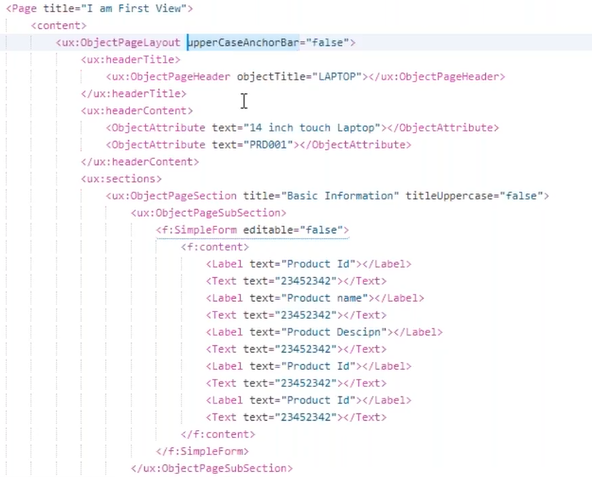 <Page title="I am First View">
<content>
<ux:ObjectPageLayout upperCaseAnchorBar="false">
<ux:headerTitle>
<ux:ObjectPageHeader objectTitle="LAPTOP"></ux:ObjectPageHeader>
</ux:headerTitle>
<ux:headerContent>
<ObjectAttribute text="14 inch touch Laptop"></ObjectAttribute>
<ObjectAttribute text="PRD001"></ObjectAttribute>
</ux:headerContent>
<ux:sections>
<ux:ObjectPageSection title="Basic Information" titleUppercase="false">
<ux:ObjectPageSubSection>
<f:SimpleForm editable="false">
<f:content>
<Label text="Product Id"></Label>
<Text text="23452342"></Text>
<Label text="Product name"></Label>
<Text text="23452342"></Text>
<Label text="Product Descipn"></Label>
<Text text="23452342"></Text>
<Label text="Product Id"></Label>
<Text text="23452342"></Text>
<Label text="Product Id"></Label>
<Text text="23452342"></Text>
</f:content>
</f:SimpleForm>
</ux:ObjectPageSubSection>